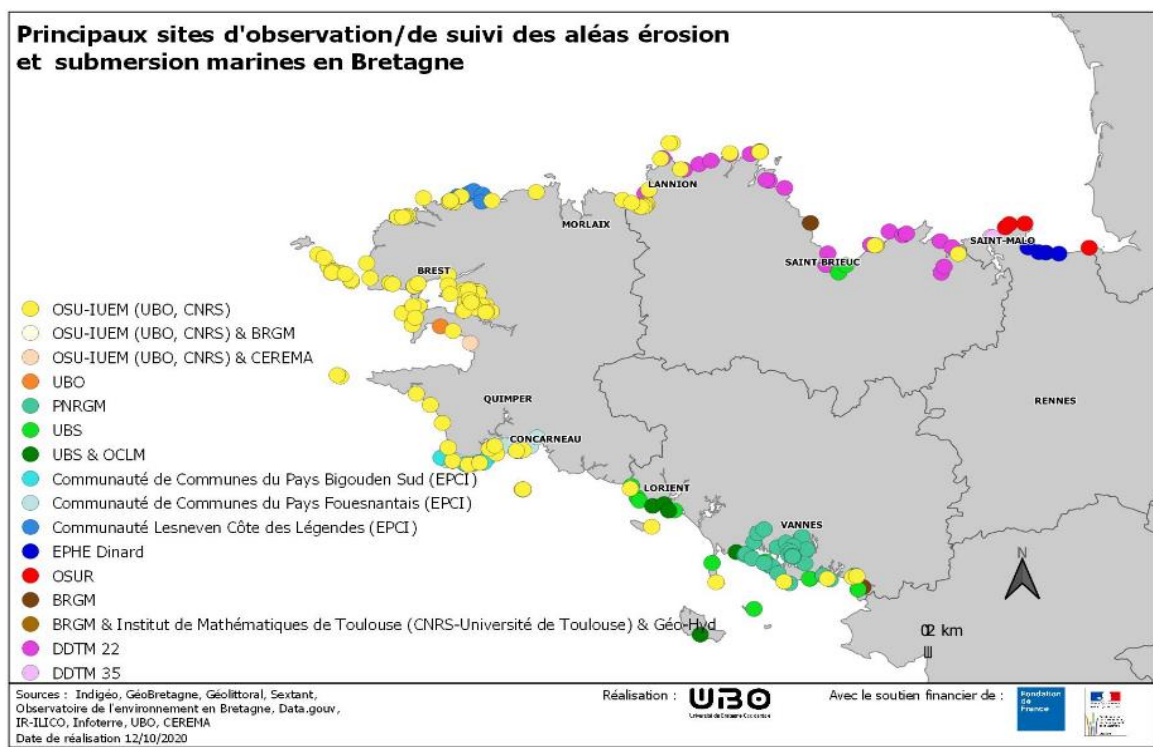 Principaux sites d'observation/de suivi des aléas érosion
et submersion marines en Bretagne
LANNION
MORLAIX
SAINT-MALO
SAINT BRIEUC
BREST
RENNES
QUIMPER
CONCARNEAU
LORIENT
VANNES
OSU-IUEM (UBO, CNRS)
OSU-IUEM (UBO, CNRS) & BRGM
OSU-IUEM (UBO, CNRS) & CEREMA
UBO
PNRGM
UBS
UBS & OCLM
Communauté de Communes du Pays Bigouden Sud (EPCI)
Communauté de Communes du Pays Fouesnantais (EPCI)
Communauté Lesneven Côte des Légendes (EPCI)
EPHE Dinard
OSUR
BRGM
BRGM & Institut de Mathématiques de Toulouse (CNRS-Université de Toulouse) & Géo-Hyd
DDTM 22
DDTM 35
N
km
Sources : Indigéo, GéoBretagne, Géolittoral, Sextant,
Observatoire de l'environnement en Bretagne, Data.gouv,
IR-ILICO, Infoterre, UBO, CEREMA
Date de réalisation 12/10/2020
Réalisation :
UBO
Université de Bretagne Occidentale
Avec le soutien financier de :
Fondation
de
France